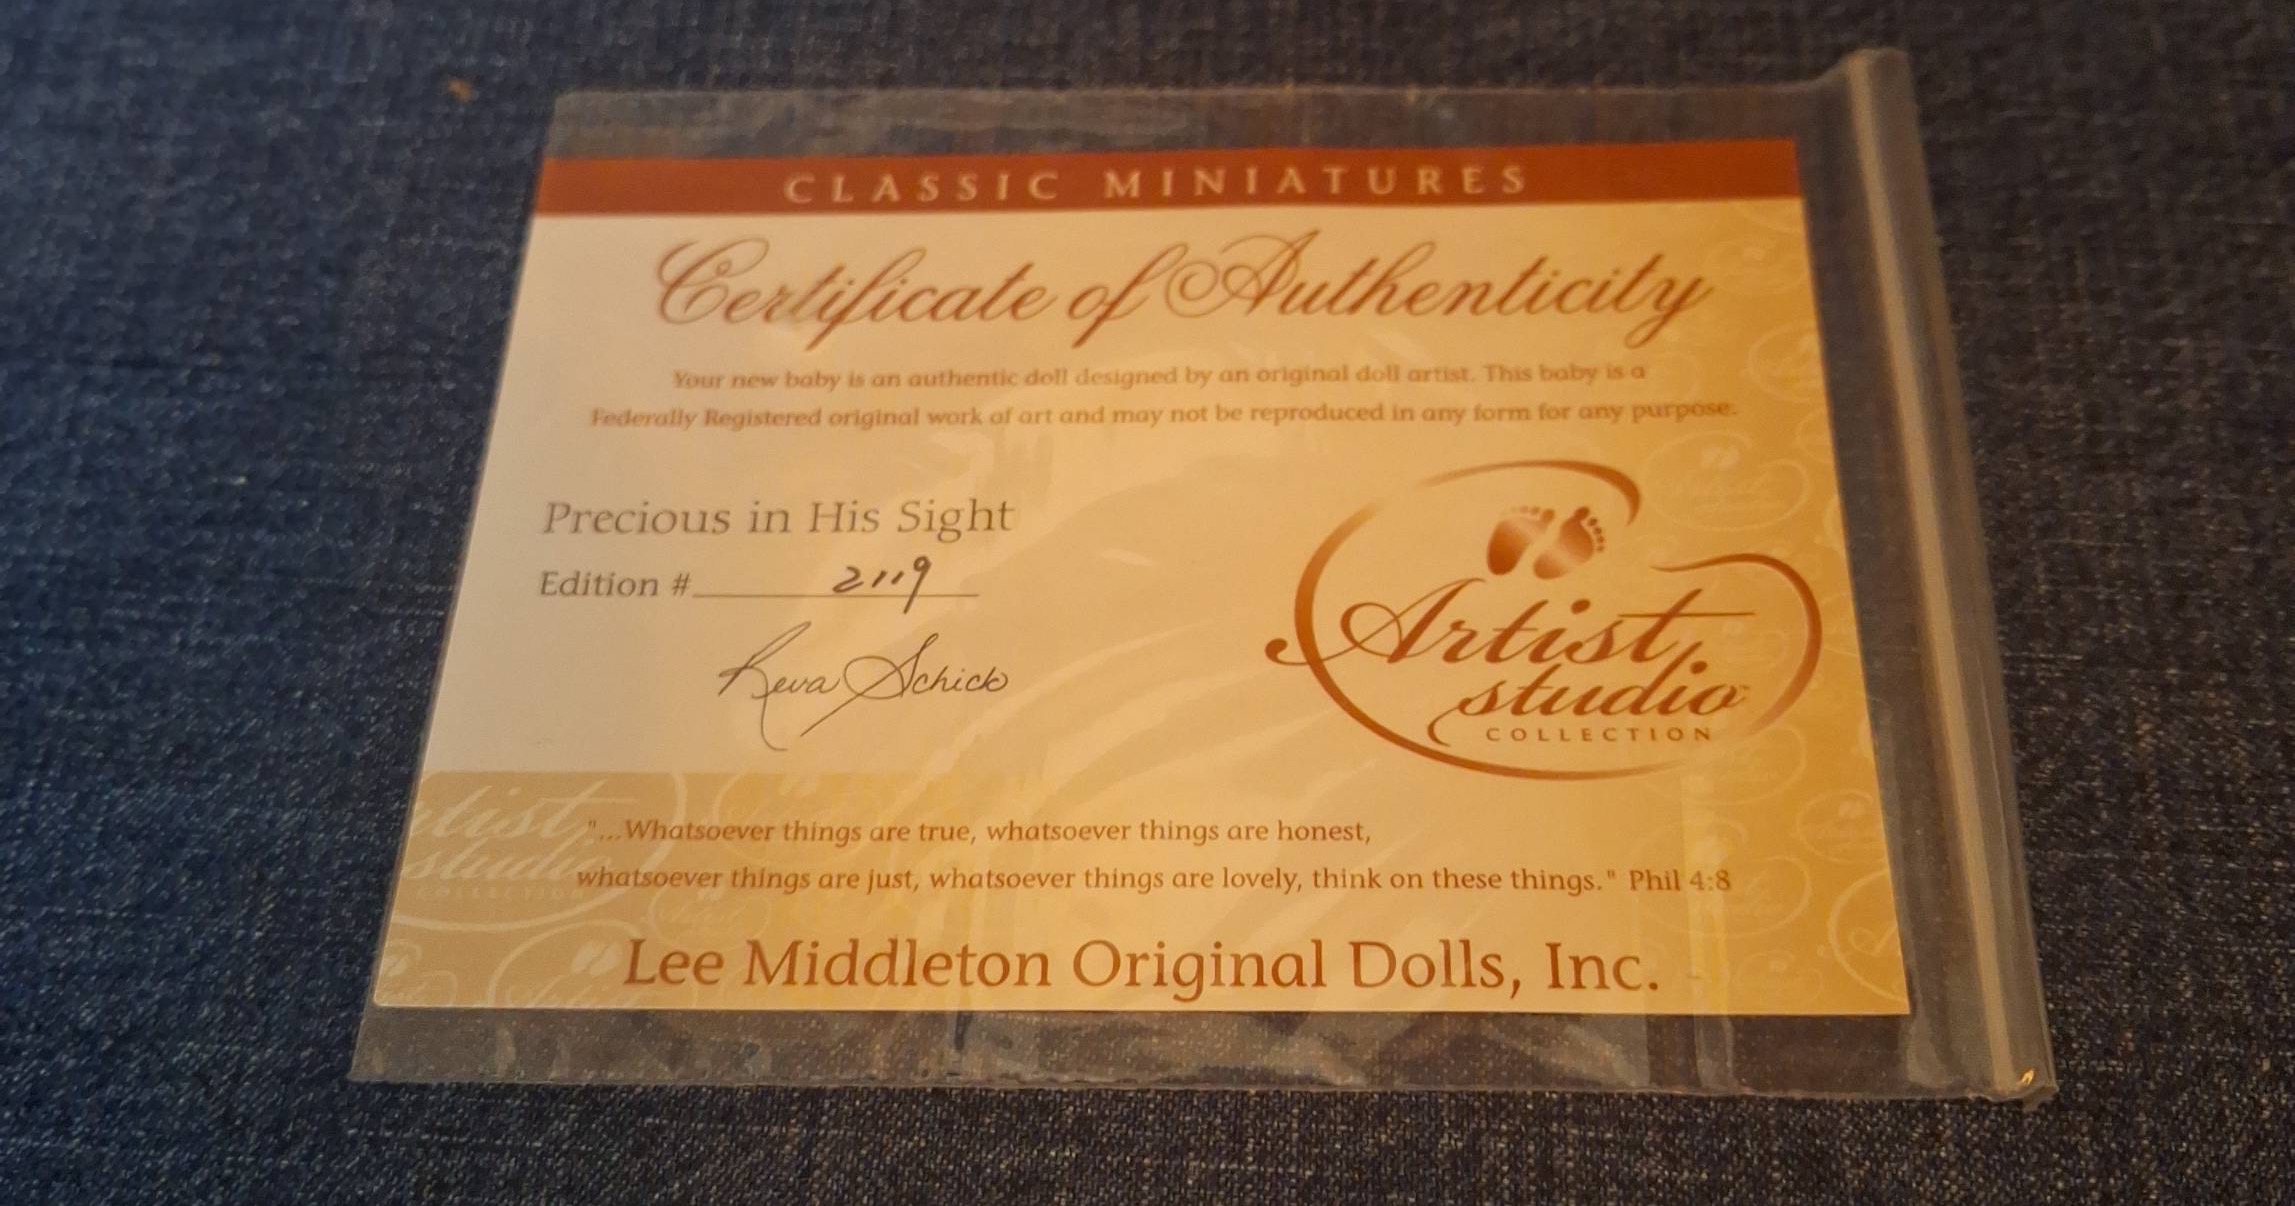 CLASSIC MINIATURES
Certificate of Authenticity
Your new baby is an authentic doll designed by an original doll artist. This baby is a
Federally Registered original work of art and may not be reproduced in any form for any purpose.
Precious in His Sight
Edition # 2119
Reva Schick
Artist
studio
COLLECTION
"...Whatsoever things are true, whatsoever things are honest,
whatsoever things are just, whatsoever things are lovely, think on these things." Phil 4:8
Lee Middleton Original Dolls, Inc.